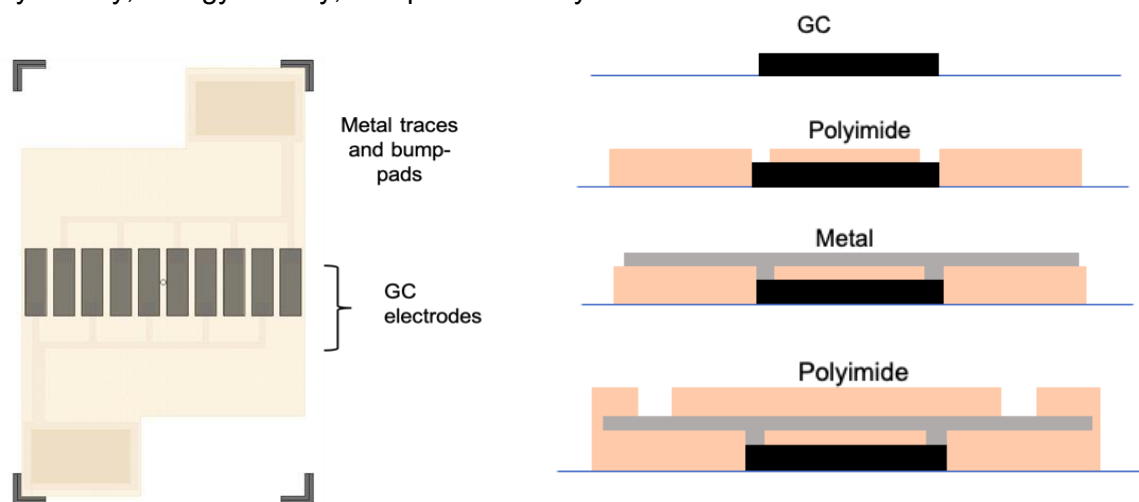 GC
Polyimide
Metal traces
and bump-
pads
Metal
GC
electrodes
Polyimide